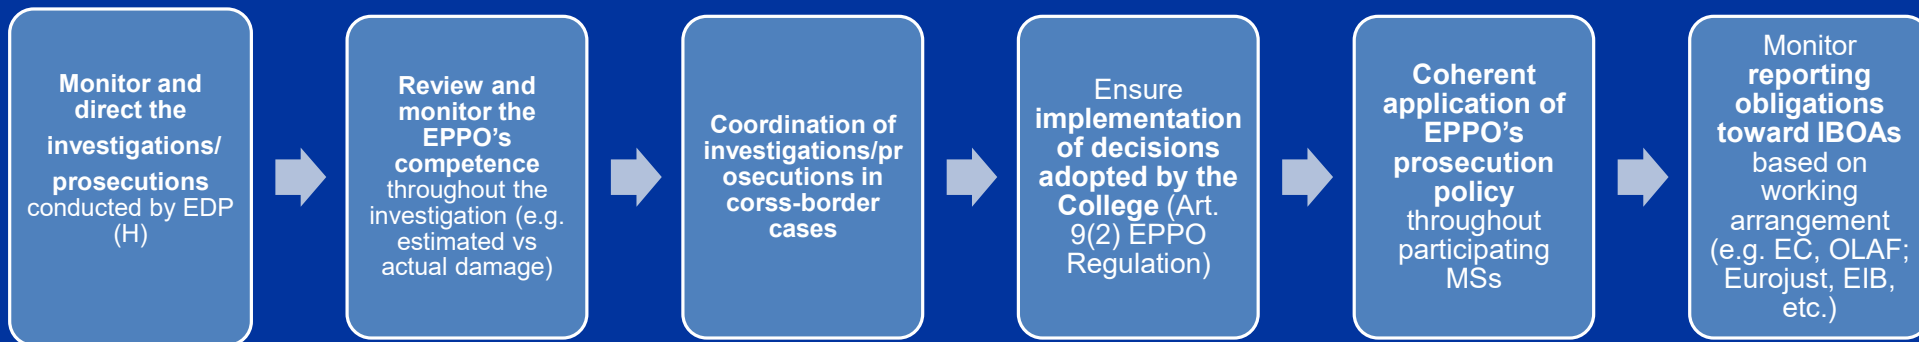 Monitor and
direct the
investigations/
prosecutions
conducted by EDP
(H)
Review and
monitor the
EPPO's
competence
throughout the
investigation (e.g.
estimated vs
actual damage)
Coordination of
investigations/pr
osecutions in
corss-border
cases
Ensure
implementation
of decisions
adopted by the
College (Art.
9(2) EPPO
Regulation)
Coherent
application of
EPPO's
prosecution
policy
throughout
participating
MSs
Monitor
reporting
obligations
toward IBOAs
based on
working
arrangement
(e.g. EC, OLAF;
Eurojust, EIB,
etc.)